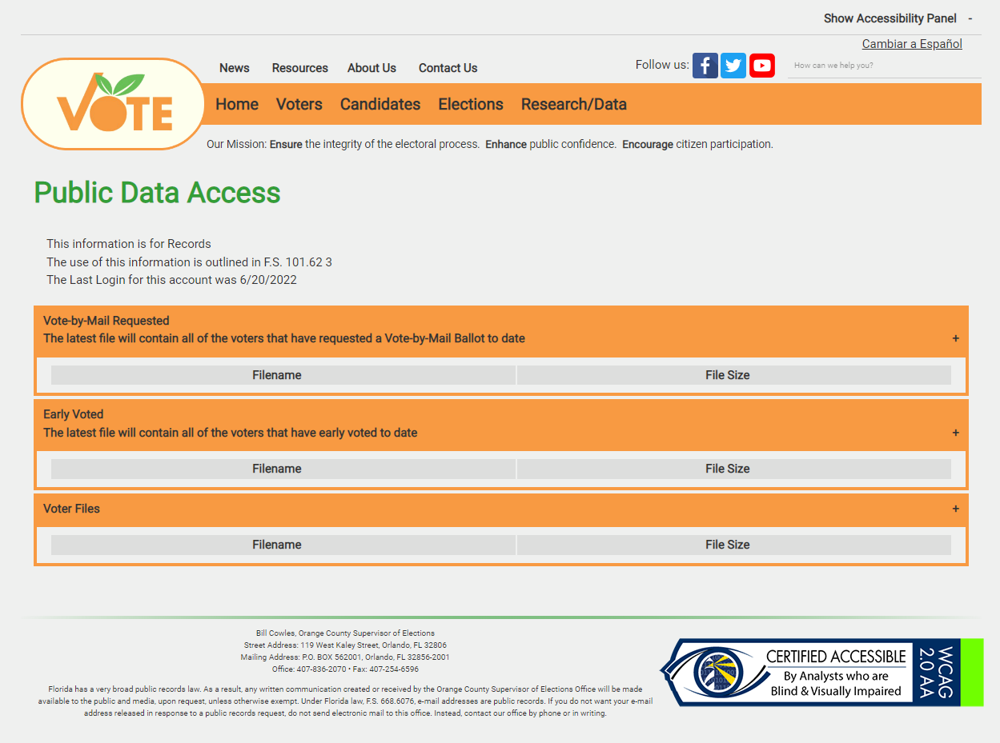 Show Accessibility Panel -
Cambiar a Español
News Resources About Us Contact Us
Follow us:
How can we help you?
VOTE
Home Voters Candidates Elections Research/Data
Our Mission: Ensure the integrity of the electoral process. Enhance public confidence. Encourage citizen participation.
Public Data Access
This information is for Records
The use of this information is outlined in F.S. 101.62 3
The Last Login for this account was 6/20/2022
Vote-by-Mail Requested
The latest file will contain all of the voters that have requested a Vote-by-Mail Ballot to date +
Filename File Size
Early Voted
The latest file will contain all of the voters that have early voted to date +
Filename File Size
Voter Files +
Filename File Size
Bill Cowles, Orange County Supervisor of Elections
Street Address: 119 West Kaley Street, Orlando, FL 32806
Mailing Address: P.O. BOX 562001, Orlando, FL 32856-2001
Office: 407-836-2070 • Fax: 407-254-6596
Florida has a very broad public records law. As a result, any written communication created or received by the Orange County Supervisor of Elections Office will be made
available to the public and media, upon request, unless otherwise exempt. Under Florida law, F.S. 668.6076, e-mail addresses are public records. If you do not want your e-mail
address released in response to a public records request, do not send electronic mail to this office. Instead, contact our office by phone or in writing.
CERTIFIED ACCESSIBLE
By Analysts who are
Blind & Visually Impaired
WCAG
2.0 AA